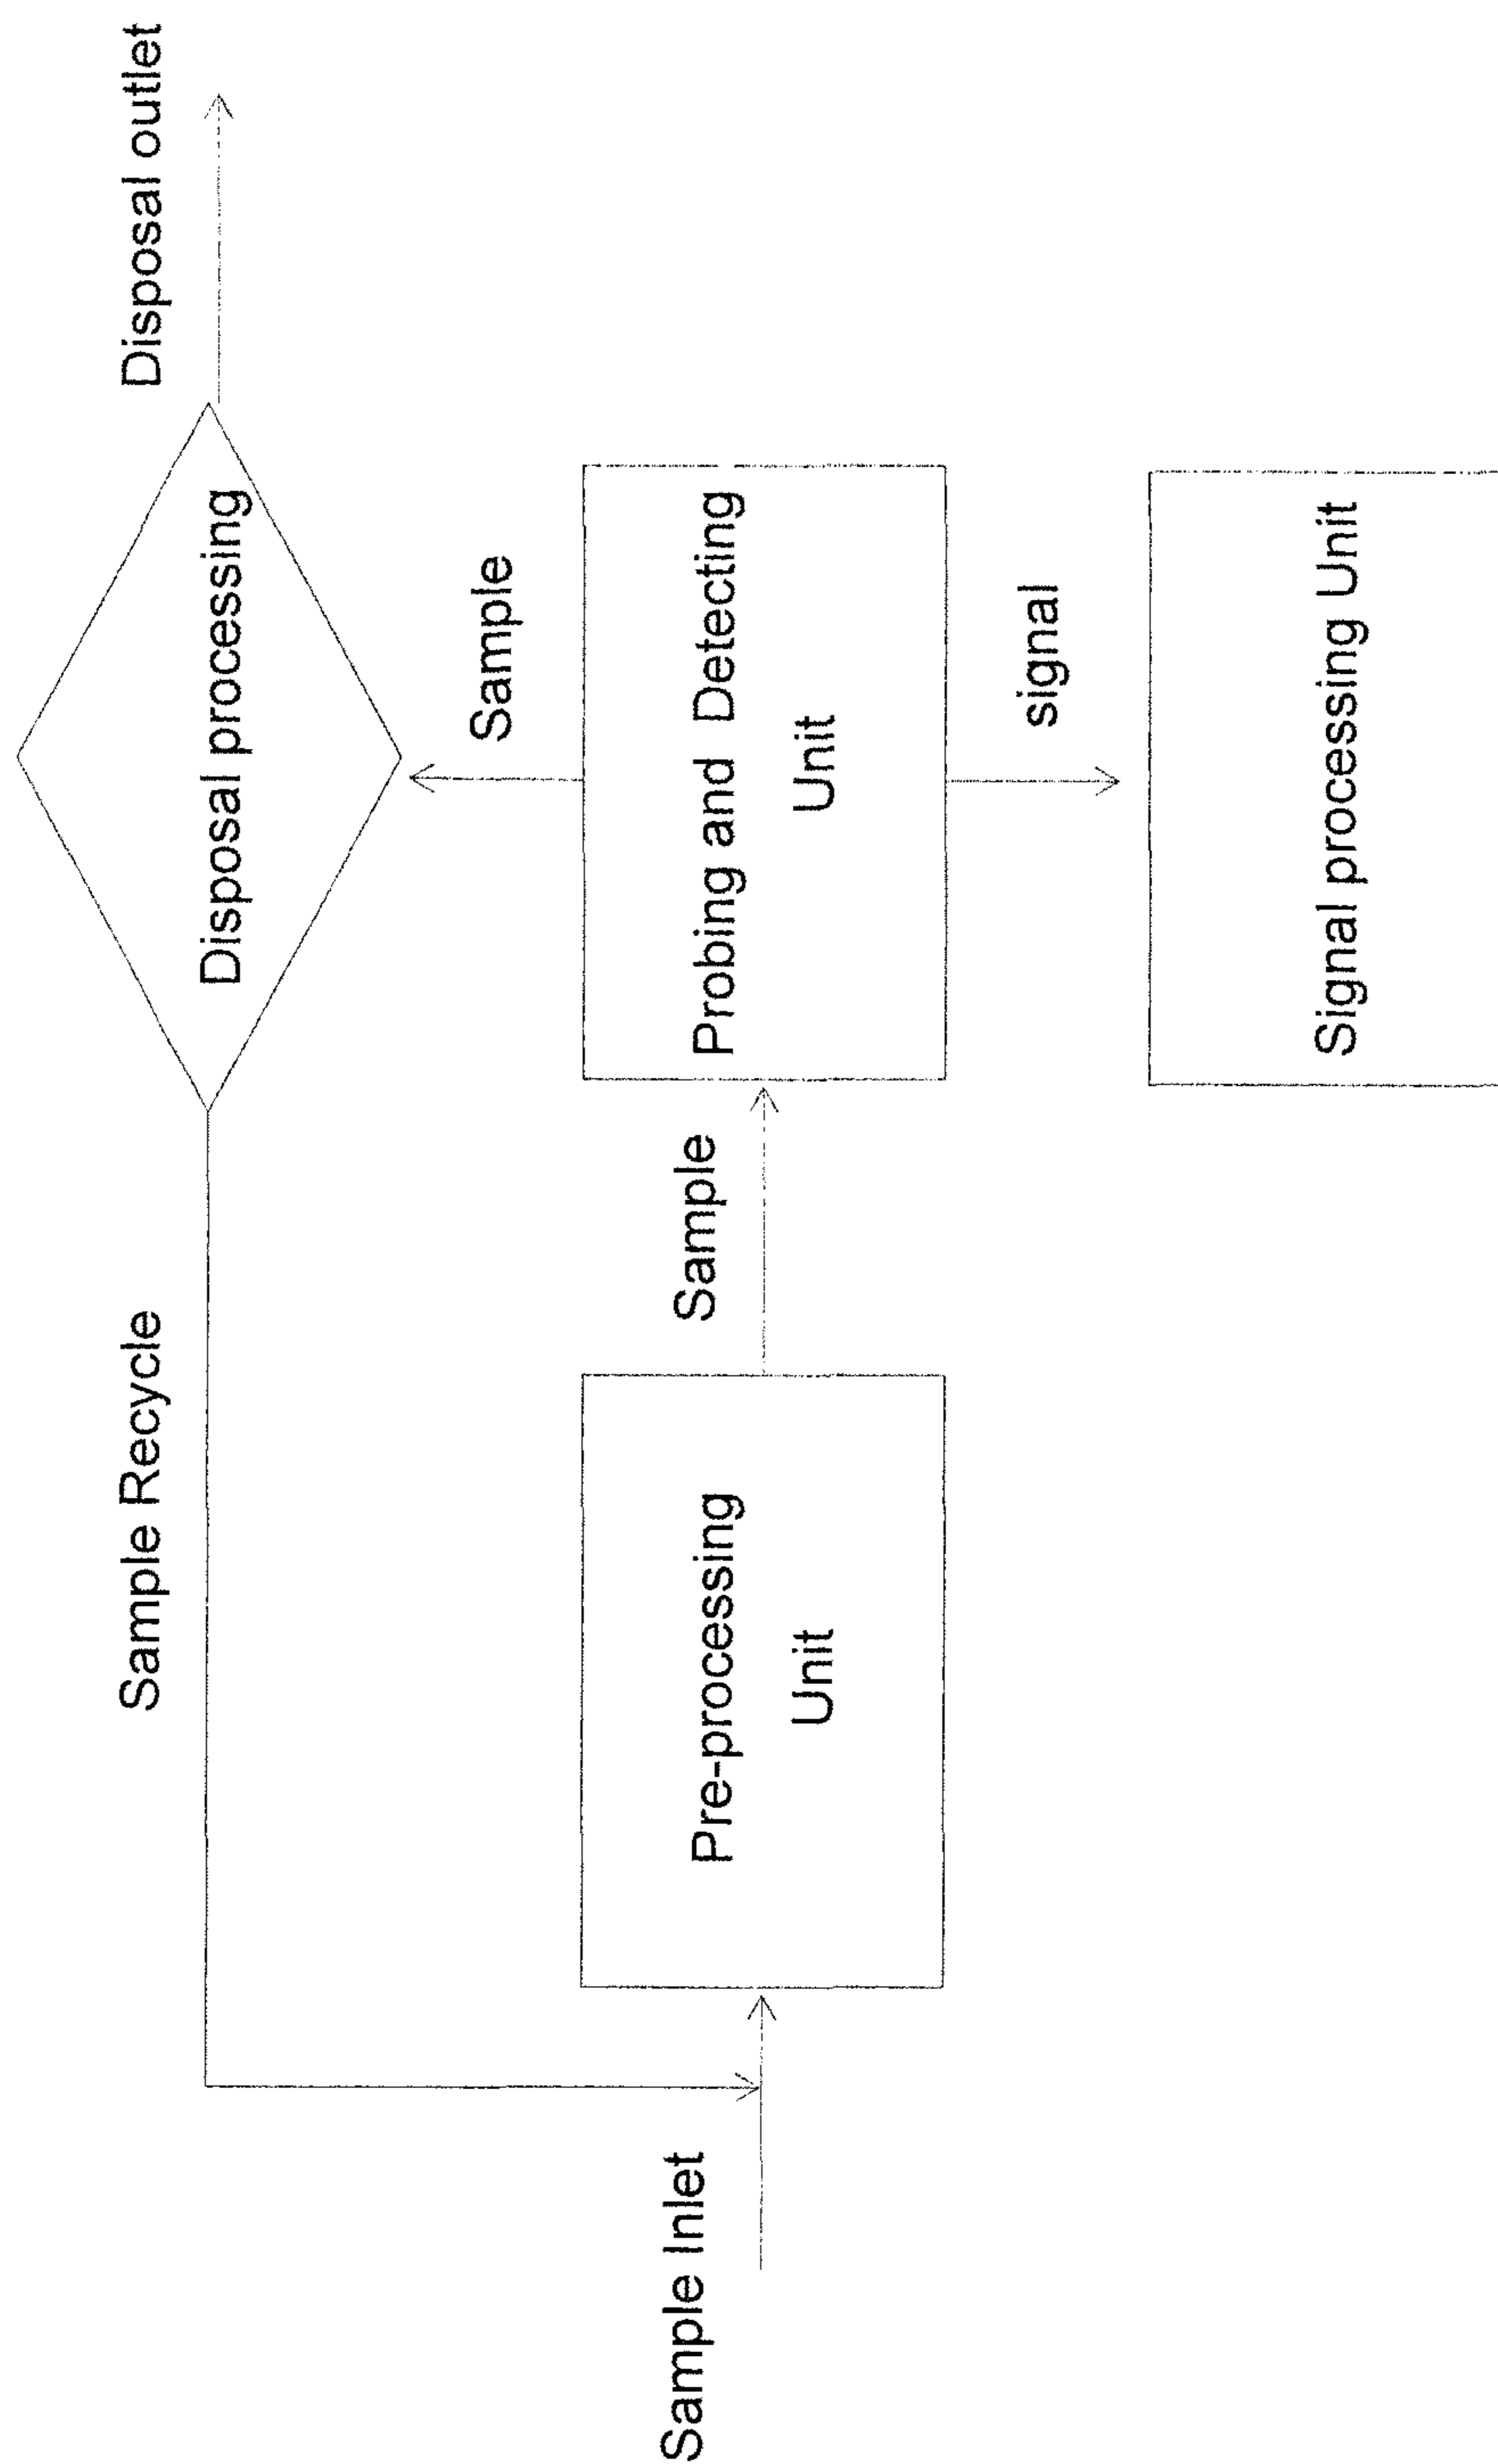 Sample Recycle
Disposal outlet
Disposal processing
Sample
Sample Inlet
Pre-processing
Unit
Sample
Probing and Detecting
Unit
signal
Signal processing Unit